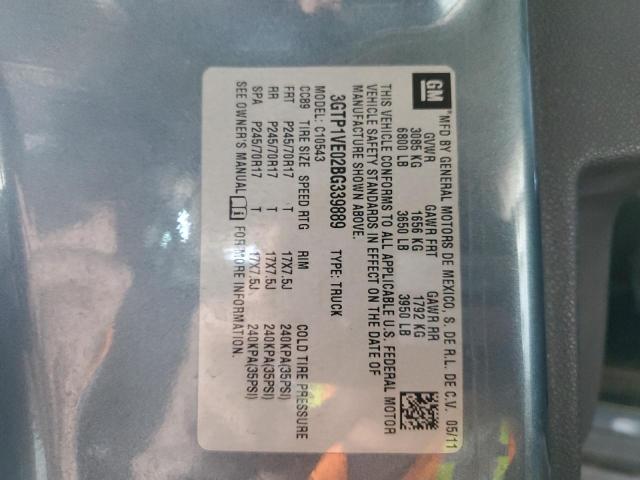 GM
*MFD BY GENERAL MOTORS DE MEXICO, S. DE R.L. DE C.V. 05/11
GVWR GAWR FRT GAWR RR
3085 KG 1656 KG 1792 KG
6800 LB 3650 LB 3950 LB
THIS VEHICLE CONFORMS TO ALL APPLICABLE U.S. FEDERAL MOTOR
VEHICLE SAFETY STANDARDS IN EFFECT ON THE DATE OF
MANUFACTURE SHOWN ABOVE.
3GTP1VE02BG339889 TYPE: TRUCK
MODEL: C10543
CC89 TIRE SIZE SPEED RTG RIM COLD TIRE PRESSURE
FRT P245/70R17 T 17X7.5J 240KPA(35PSI)
RR P245/70R17 T 17X7.5J 240KPA(35PSI)
SPA P245/70R17 T 17X7.5J 240KPA(35PSI)
SEE OWNER'S MANUAL FOR MORE INFORMATION.